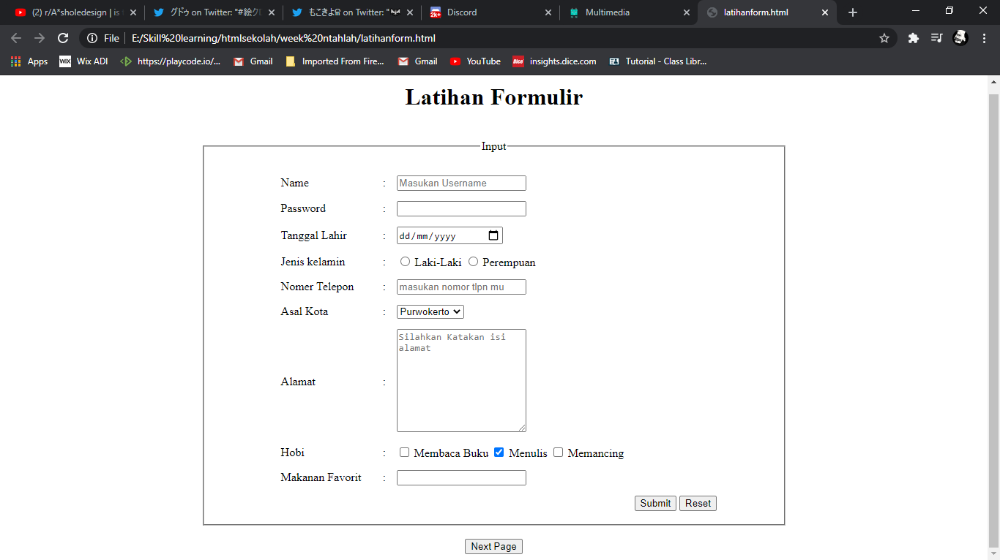 (2) r/A*sholedesign | is
グドゥ on Twitter: "#絵
もこきよ on Twitter: "
Discord
Multimedia
latihanform.html
File | E:/Skill%20learning/htmlsekolah/week%20ntahlah/latihanform.html
Apps WIX Wix ADI https://playcode.io/... Gmail Imported From Fire... Gmail YouTube Dice insights.dice.com Tutorial - Class Libr...
Latihan Formulir
Input
Name : Masukan Username
Password :
Tanggal Lahir : dd/mm/yyyy
Jenis kelamin : Laki-Laki Perempuan
Nomer Telepon : masukan nomor tlpn mu
Asal Kota : Purwokerto
Silahkan Katakan isi
alamat
Alamat :
Hobi : Membaca Buku Menulis Memancing
Makanan Favorit :
Submit Reset
Next Page